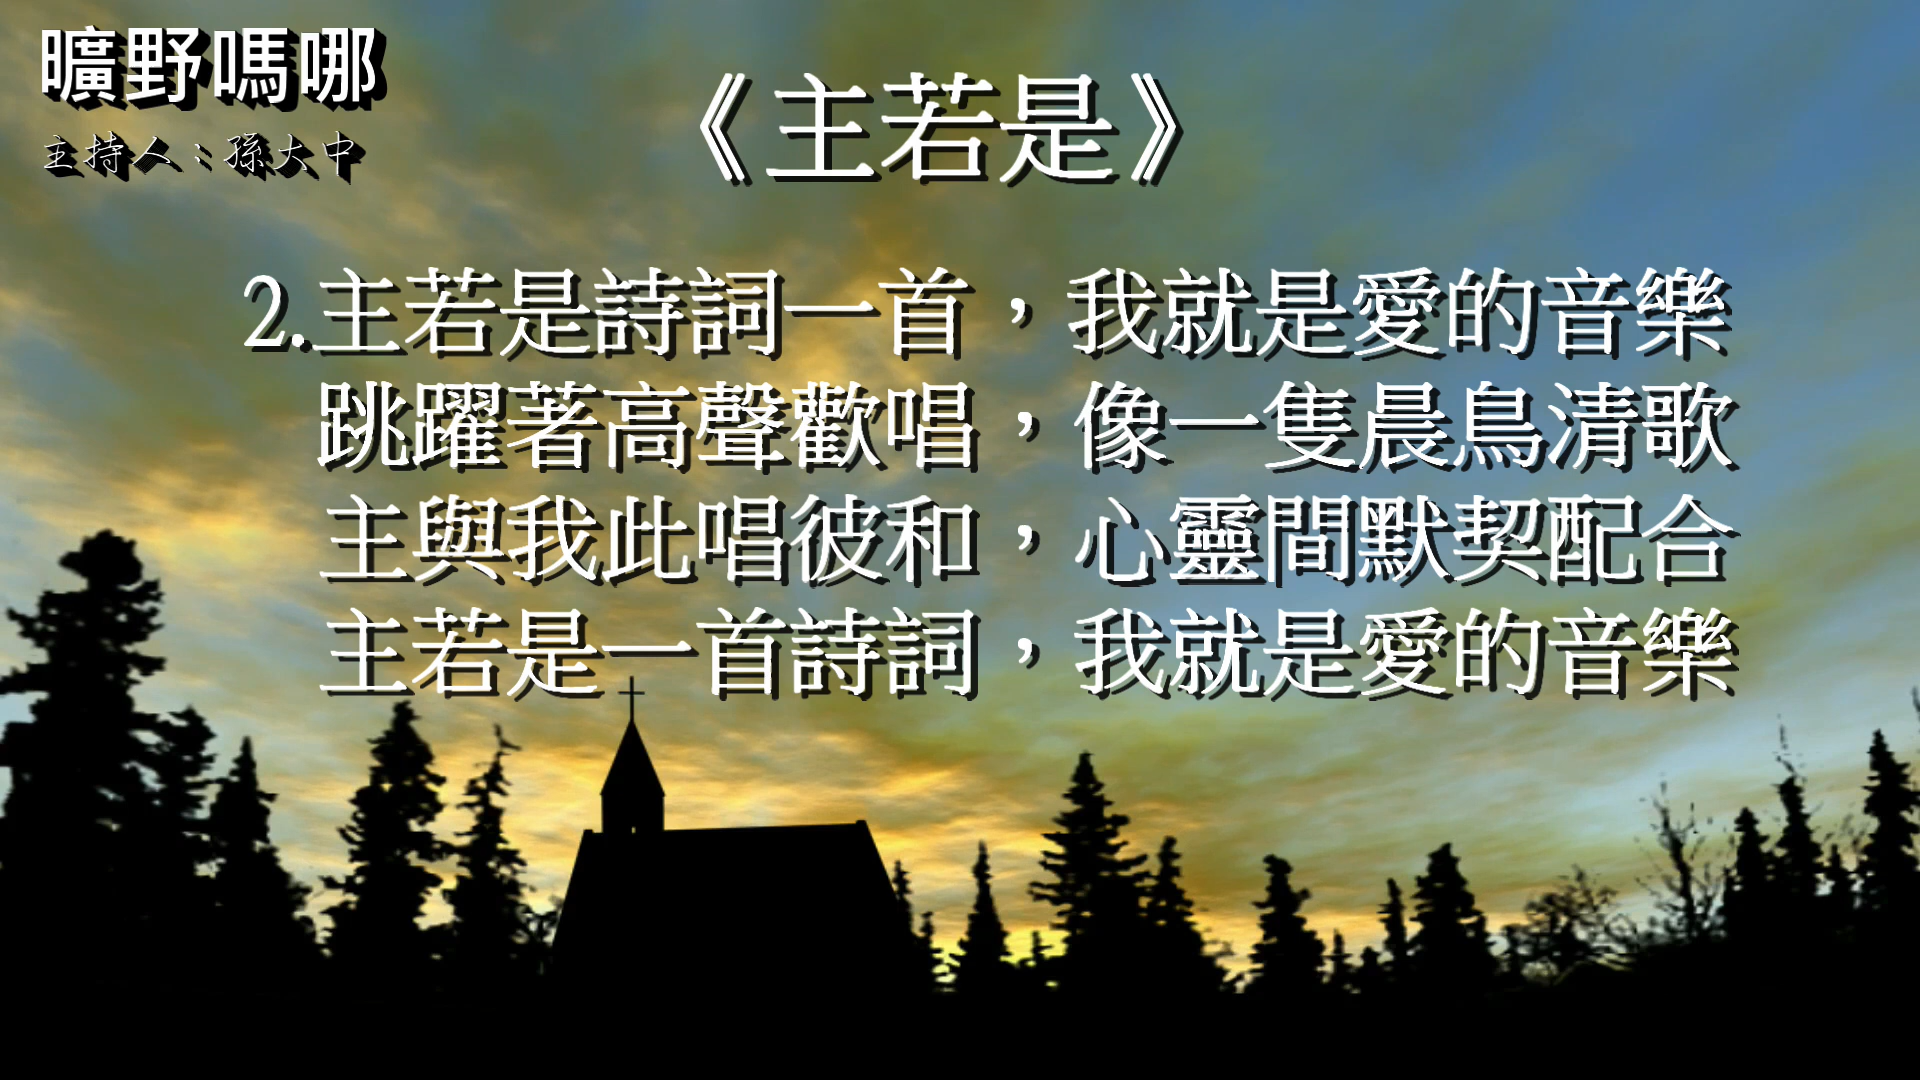 曠野嗎哪
主持人：孫大中
《主若是》
2.主若是詩詞一首，我就是愛的音樂
跳躍著高聲歡唱，像一隻晨鳥清歌
主與我此唱彼和，心靈間默契配合
主若是一首詩詞，我就是愛的音樂